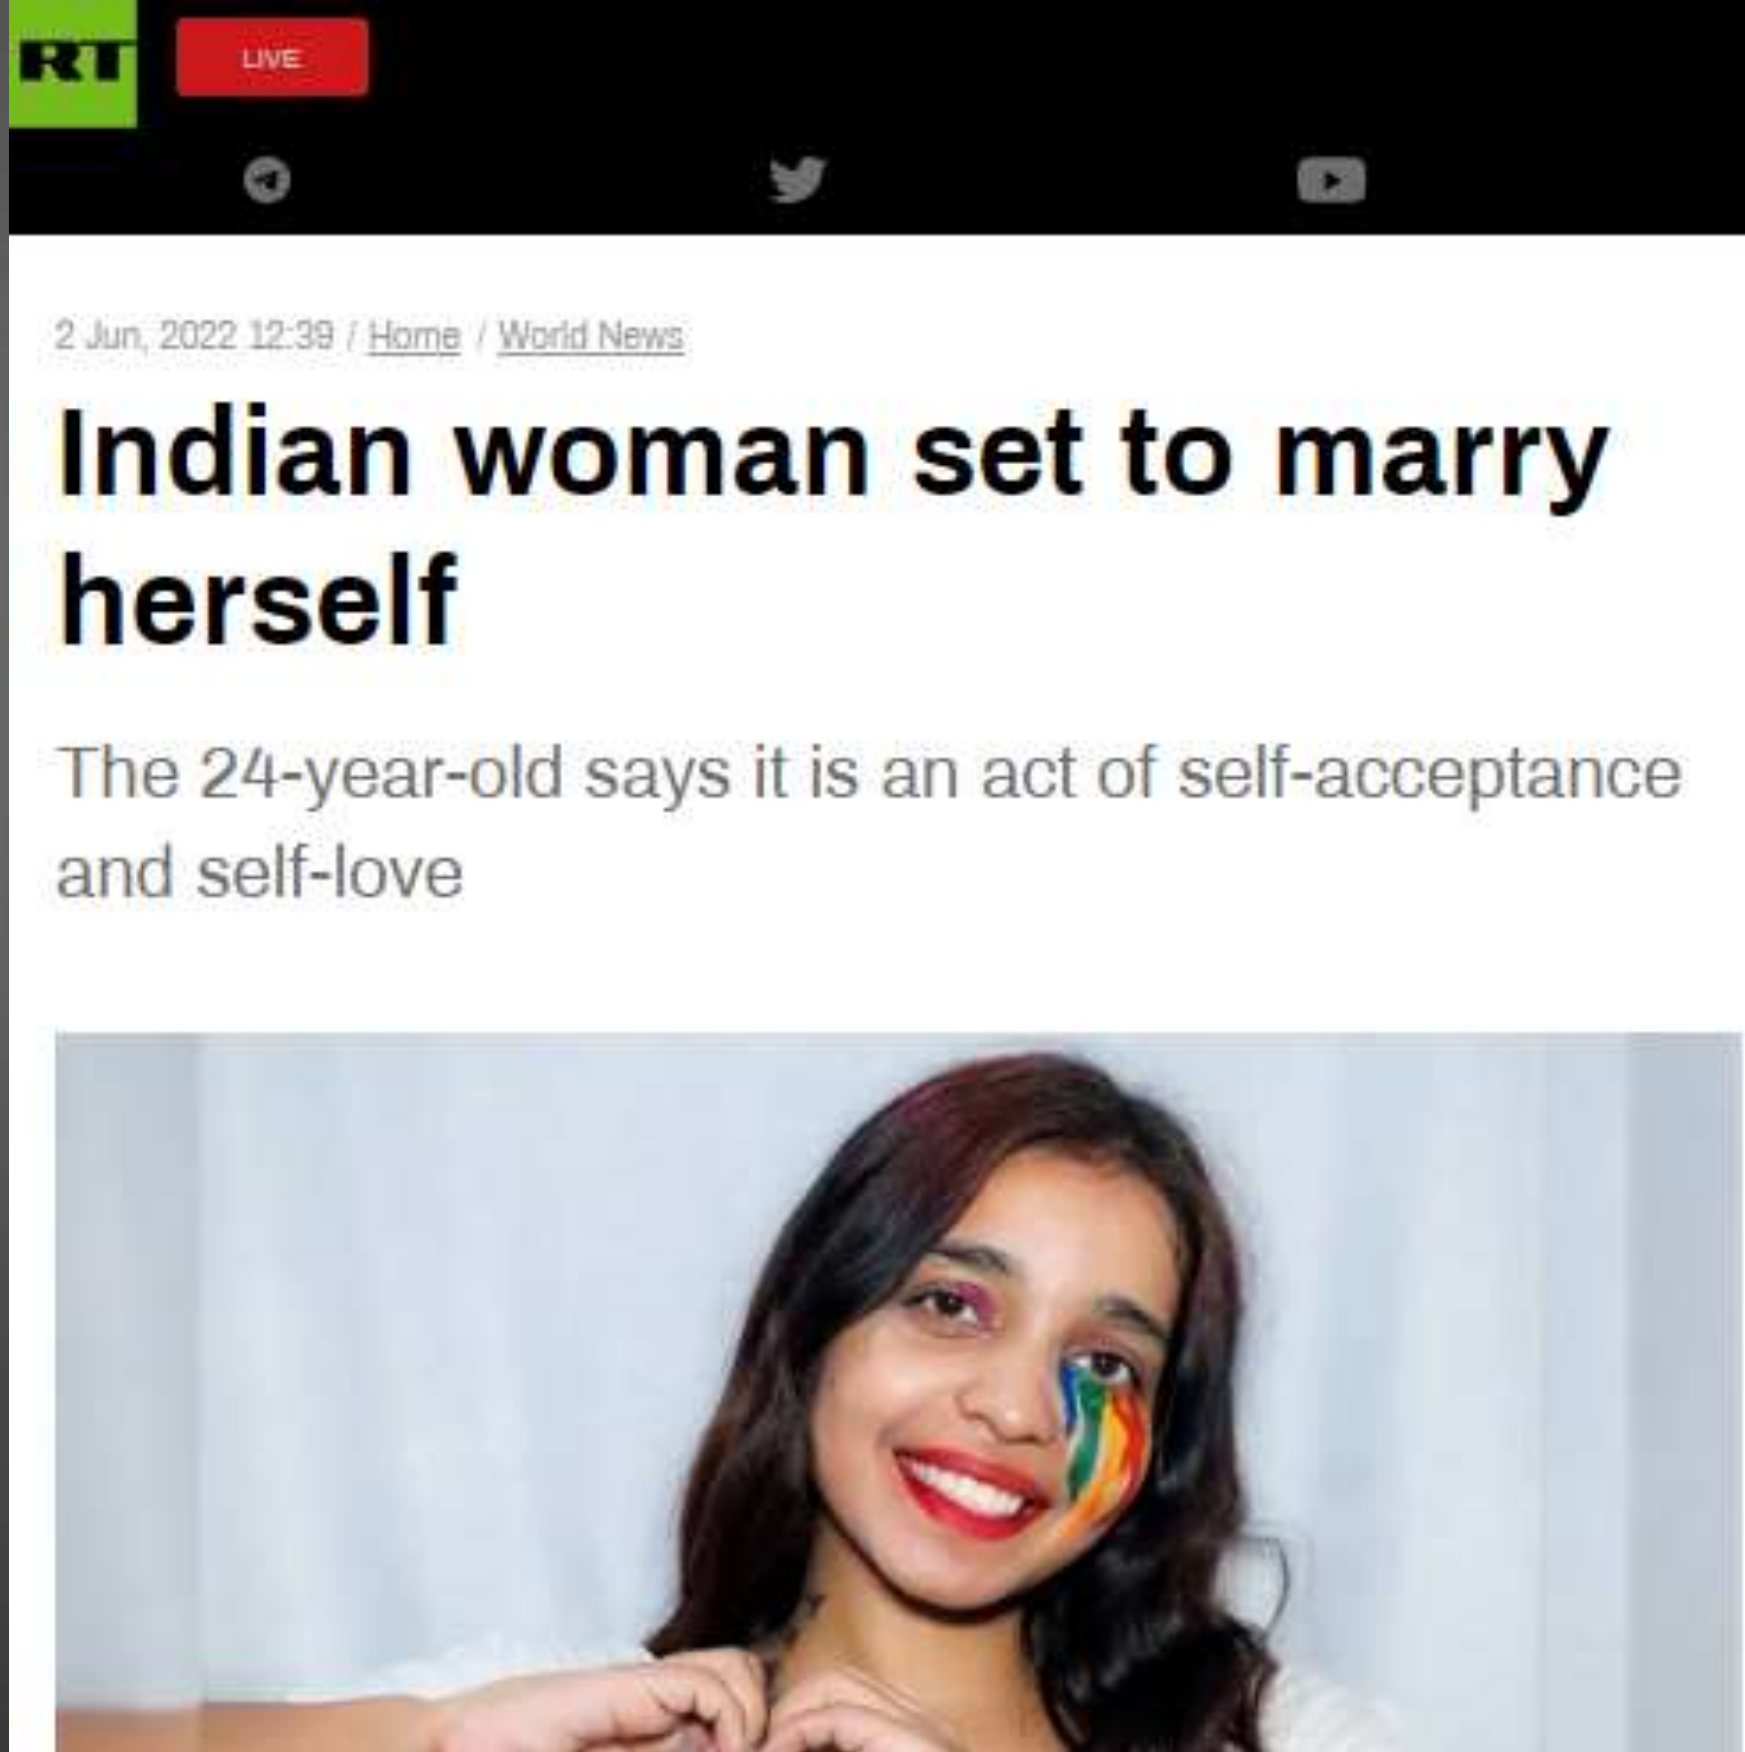 RT
LIVE
2 Jun, 2022 12:39 / Home / World News
Indian woman set to marry
herself
The 24-year-old says it is an act of self-acceptance
and self-love